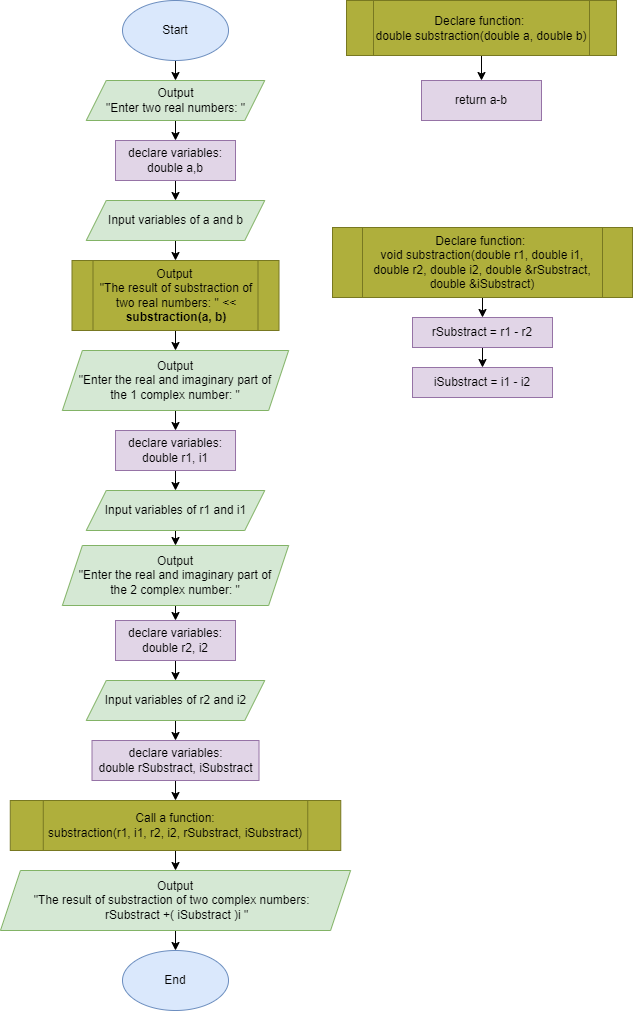 Start
Output
"Enter two real numbers: "
declare variables:
double a,b
Input variables of a and b
Output
"The result of substraction of
two real numbers: " <<
substraction(a, b)
Output
"Enter the real and imaginary part of
the 1 complex number: "
declare variables:
double r1, i1
Input variables of r1 and i1
Output
"Enter the real and imaginary part of
the 2 complex number: "
declare variables:
double r2, i2
Input variables of r2 and i2
declare variables:
double rSubstract, iSubstract
Call a function:
substraction(r1, i1, r2, i2, rSubstract, iSubstract)
Output
"The result of substraction of two complex numbers:
rSubstract +( iSubstract )i "
End
Declare function:
double substraction(double a, double b)
return a-b
Declare function:
void substraction(double r1, double i1,
double r2, double i2, double &rSubstract,
double &iSubstract)
rSubstract = r1 - r2
iSubstract = i1 - i2